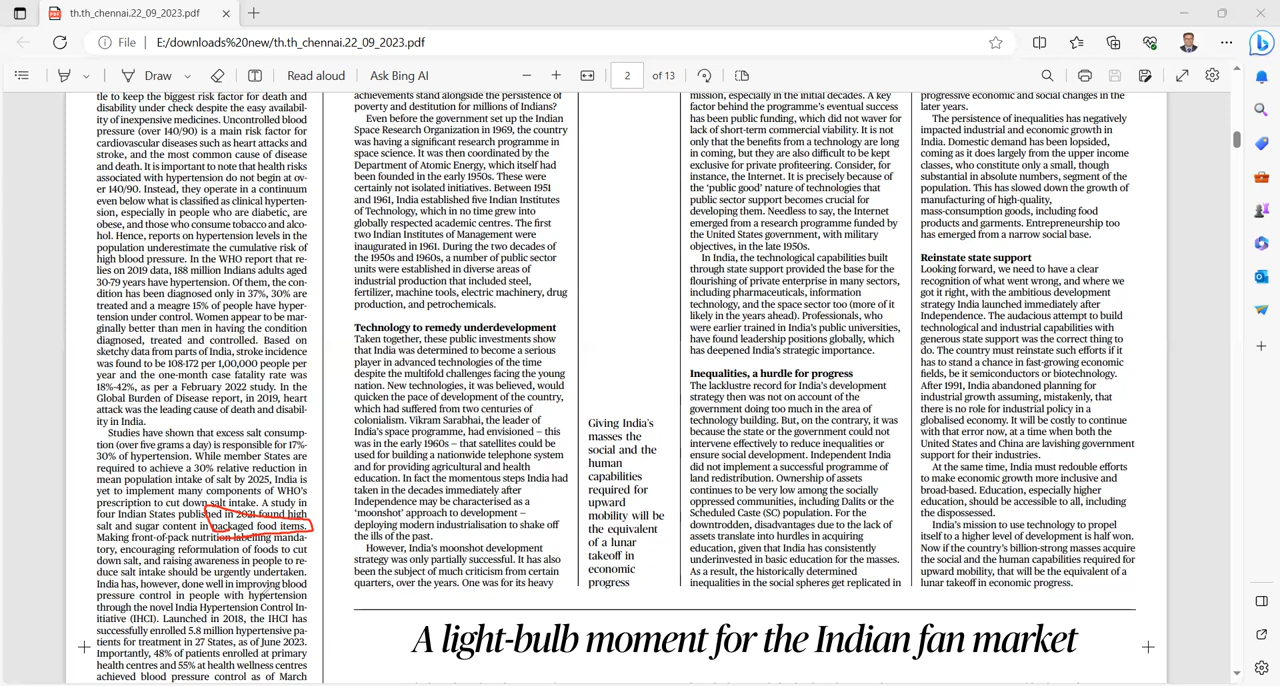 th.th_chennai.22_09_2023.pdf
File
E:/downloads%20new/th.th_chennai.22_09_2023.pdf
Draw
Read aloud
Ask Bing AI
2
of 13
tle to keep the biggest risk factor for death and
disability under check despite the easy availabil-
ity of inexpensive medicines. Uncontrolled blood
pressure (over 140/90) is a main risk factor for
cardiovascular diseases such as heart attacks and
stroke, and the most common cause of disease
and death. It is important to note that health risks
associated with hypertension do not begin at ov-
er 140/90. Instead, they operate in a continuum
even below what is classified as clinical hyperten-
sion, especially in people who are diabetic, are
obese, and those who consume tobacco and alco-
hol. Hence, reports on hypertension levels in the
population underestimate the cumulative risk of
high blood pressure. In the WHO report that re-
lies on 2019 data, 188 million Indians adults aged
30-79 years have hypertension. Of them, the con-
dition has been diagnosed only in 37%, 30% are
treated and a meagre 15% of people have hyper-
tension under control. Women appear to be mar-
ginally better than men in having the condition
diagnosed, treated and controlled. Based on
sketchy data from parts of India, stroke incidence
was found to be 108-172 per 1,00,000 people per
year and the one-month case fatality rate was
18%-42%, as per a February 2022 study. In the
Global Burden of Disease report, in 2019, heart
attack was the leading cause of death and disabil-
ity in India.
Studies have shown that excess salt consump-
tion (over five grams a day) is responsible for 17%-
30% of hypertension. While member States are
required to achieve a 30% relative reduction in
mean population intake of salt by 2025, India is
yet to implement many components of WHO's
prescription to cut down salt intake. A study in
four Indian States published in 2021 found high
salt and sugar content in packaged food items.
Making front-of-pack nutrition labelling manda-
tory, encouraging reformulation of foods to cut
down salt, and raising awareness in people to re-
duce salt intake should be urgently undertaken.
India has, however, done well in improving blood
pressure control in people with hypertension
through the novel India Hypertension Control In-
itiative (IHCI). Launched in 2018, the IHCI has
successfully enrolled 5.8 million hypertensive pa-
tients for treatment in 27 States, as of June 2023.
Importantly, 48% of patients enrolled at primary
health centres and 55% at health wellness centres
achieved blood pressure control as of March
achievements stand alongside the persistence of
poverty and destitution for millions of Indians?
Even before the government set up the Indian
Space Research Organization in 1969, the country
was having a significant research programme in
space science. It was then coordinated by the
Department of Atomic Energy, which itself had
been founded in the early 1950s. These were
certainly not isolated initiatives. Between 1951
and 1961, India established five Indian Institutes
of Technology, which in no time grew into
globally respected academic centres. The first
two Indian Institutes of Management were
inaugurated in 1961. During the two decades of
the 1950s and 1960s, a number of public sector
units were established in diverse areas of
industrial production that included steel,
fertilizer, machine tools, electric machinery, drug
production, and petrochemicals.
Technology to remedy underdevelopment
Taken together, these public investments show
that India was determined to become a serious
player in advanced technologies of the time
despite the multifold challenges facing the young
nation. New technologies, it was believed, would
quicken the pace of development of the country,
which had suffered from two centuries of
colonialism. Vikram Sarabhai, the leader of
India's space programme, had envisioned – this
was in the early 1960s – that satellites could be
used for building a nationwide telephone system
and for providing agricultural and health
education. In fact the momentous steps India had
taken in the decades immediately after
Independence may be characterised as a
'monshot' approach to development –
deploying modern industrialisation to shake off
the ills of the past.
However, India's moonshot development
strategy was only partially successful. It has also
been the subject of much criticism from certain
quarters, over the years. One was for its heavy
Giving India's
masses the
social and the
human
capabilities
required for
upward
mobility will be
the equivalent
of a lunar
takeoff in
economic
progress
mission, especially in the initial decades. A key
factor behind the programme's eventual success
has been public funding, which did not waver for
lack of short-term commercial viability. It is not
only that the benefits from a technology are long
in coming, but they are also difficult to be kept
exclusive for private profiteering. Consider, for
instance, the Internet. It is precisely because of
the 'public good' nature of technologies that
public sector support becomes crucial for
developing them. Needless to say, the Internet
emerged from a research programme funded by
the United States government, with military
objectives, in the late 1950s.
In India, the technological capabilities built
through state support provided the base for the
flourishing of private enterprise in many sectors,
including pharmaceuticals, information
technology, and the space sector too (more of it
likely in the years ahead). Professionals, who
were earlier trained in India's public universities,
have found leadership positions globally, which
has deepened India's strategic importance.
Inequalities, a hurdle for progress
The lacklustre record for India's development
strategy then was not on account of the
government doing too much in the area of
technology building. But, on the contrary, it was
because the state or the government could not
intervene effectively to reduce inequalities or
ensure social development. Independent India
did not implement a successful programme of
land redistribution. Ownership of assets
continues to be very low among the socially
oppressed communities, including Dalits or the
Scheduled Caste (SC) population. For
the downtrodden, disadvantages due to the lack of
assets translate into hurdles in acquiring
education, given that India has consistently
underinvested in basic education for the masses.
As a result, the historically determined
inequalities in the social spheres get replicated in
progressive economic and social changes in the
later years.
The persistence of inequalities has negatively
impacted industrial and economic growth in
India. Domestic demand has been lopsided,
coming as it does largely from the upper income
classes, who constitute only a small, though
substantial in absolute numbers, segment of the
population. This has slowed down the growth of
manufacturing of high-quality,
mass-consumption goods, including food
products and garments. Entrepreneurship too
has emerged from a narrow social base.
Reinstate state support
Looking forward, we need to have a clear
recognition of what went wrong, and where we
got it right, with the ambitious development
strategy India launched immediately after
Independence. The audacious attempt to build
technological and industrial capabilities with
generous state support was the correct thing to
do. The country must reinstate such efforts if it
has to stand a chance in fast-growing economic
fields, be it semiconductors or biotechnology.
After 1991, India abandoned planning for
industrial growth assuming, mistakenly, that
there is no role for industrial policy in a
globalised economy. It will be costly to continue
with that error now, at a time when both the
United States and China are lavishing government
support for their industries.
At the same time, India must redouble efforts
to make economic growth more inclusive and
broad-based. Education, especially higher
education, should be accessible to all, including
the dispossessed.
India's mission to use technology to propel
itself to a higher level of development is half won.
Now if the country's billion-strong masses acquire
the social and the human capabilities required for
upward mobility, that will be the equivalent of a
lunar takeoff in economic progress.
A light-bulb moment for the Indian fan market